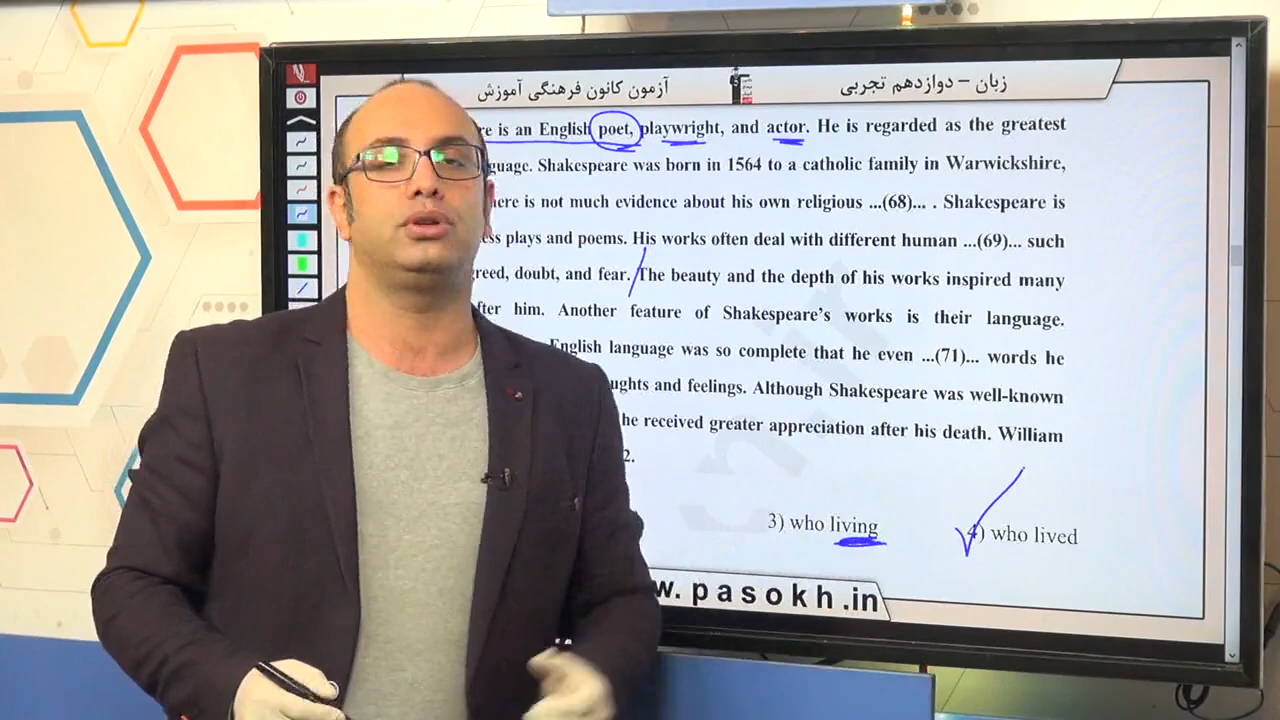 زبان – دوازدهم تجربی
آزمون کانون فرهنگی آموزش
re is an English poet, playwright, and actor. He is regarded as the greatest
guage. Shakespeare was born in 1564 to a catholic family in Warwickshire,
here is not much evidence about his own religious ...(68)... . Shakespeare is
ess plays and poems. His works often deal with different human ...(69)... such
greed, doubt, and fear. The beauty and the depth of his works inspired many
fter him. Another feature of Shakespeare's works is their language.
English language was so complete that he even ...(71)... words he
ughts and feelings. Although Shakespeare was well-known
he received greater appreciation after his death. William
2.
3) who living 4) who lived
w.pasokh.in